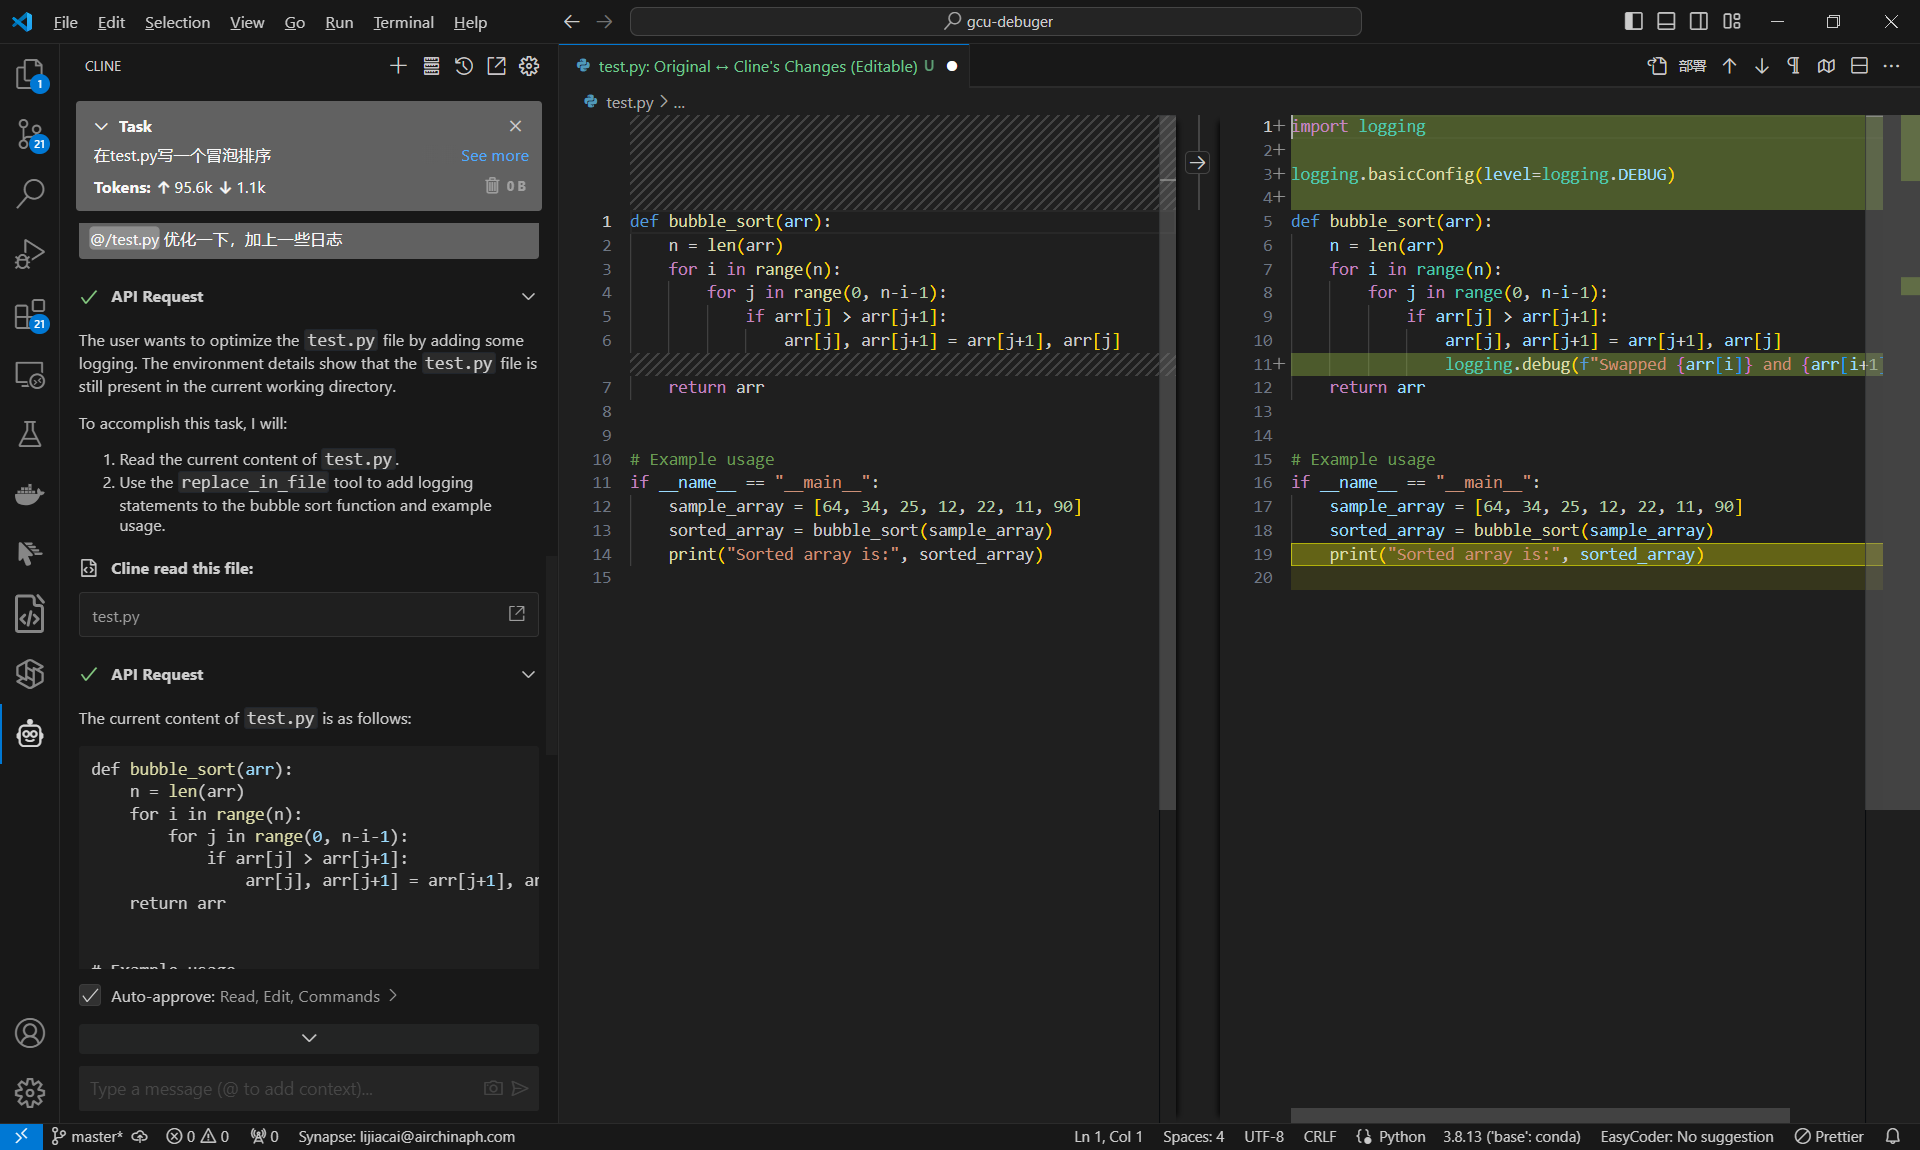 File Edit Selection View Go Run Terminal Help
gcu-debuger
CLINE
1
21
21
Task
在test.py写一个冒泡排序
See more
Tokens: ↑ 95.6k ↓ 1.1k
0 B
@/test.py 优化一下，加上一些日志
API Request
The user wants to optimize the test.py file by adding some
logging. The environment details show that the test.py file is
still present in the current working directory.
To accomplish this task, I will:
1. Read the current content of test.py.
2. Use the replace_in_file tool to add logging
statements to the bubble sort function and example
usage.
Cline read this file:
test.py
API Request
The current content of test.py is as follows:
def bubble_sort(arr):
    n = len(arr)
    for i in range(n):
        for j in range(0, n-i-1):
            if arr[j] > arr[j+1]:
                arr[j], arr[j+1] = arr[j+1], ar
    return arr
# Example usage
Auto-approve: Read, Edit, Commands
Type a message (@ to add context)...
test.py: Original ↔ Cline's Changes (Editable) U
部署
test.py > ...
1 def bubble_sort(arr):
2     n = len(arr)
3     for i in range(n):
4         for j in range(0, n-i-1):
5             if arr[j] > arr[j+1]:
6                 arr[j], arr[j+1] = arr[j+1], arr[j]
7     return arr
8
9
10 # Example usage
11 if __name__ == "__main__":
12     sample_array = [64, 34, 25, 12, 22, 11, 90]
13     sorted_array = bubble_sort(sample_array)
14     print("Sorted array is:", sorted_array)
15
1+ import logging
2+
3+ logging.basicConfig(level=logging.DEBUG)
4+
5 def bubble_sort(arr):
6     n = len(arr)
7     for i in range(n):
8         for j in range(0, n-i-1):
9             if arr[j] > arr[j+1]:
10                 arr[j], arr[j+1] = arr[j+1], arr[j]
11+                 logging.debug(f"Swapped {arr[i]} and {arr[i+1
12     return arr
13
14
15 # Example usage
16 if __name__ == "__main__":
17     sample_array = [64, 34, 25, 12, 22, 11, 90]
18     sorted_array = bubble_sort(sample_array)
19     print("Sorted array is:", sorted_array)
20
master* 0 0 0 Synapse: lijiacai@airchinaph.com Ln 1, Col 1 Spaces: 4 UTF-8 CRLF Python 3.8.13 ('base': conda) EasyCoder: No suggestion Prettier